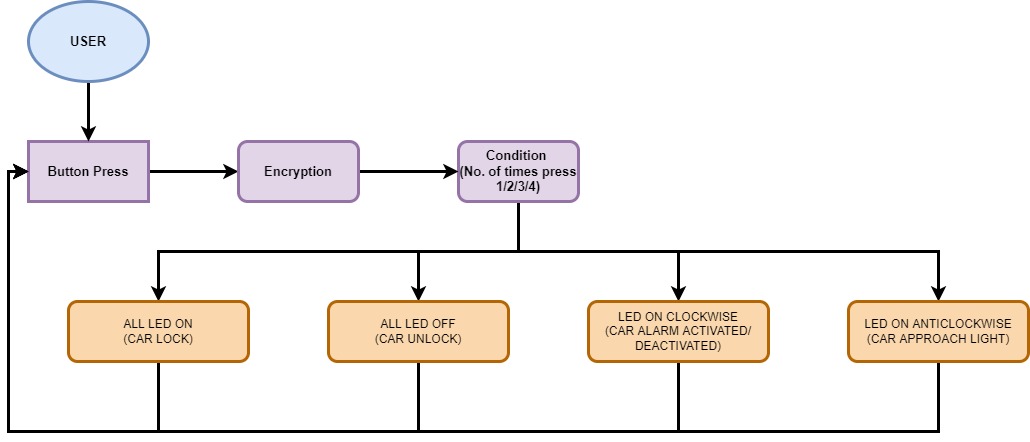 USER
Button Press
Encryption
Condition
(No. of times press
1/2/3/4)
ALL LED ON
(CAR LOCK)
ALL LED OFF
(CAR UNLOCK)
LED ON CLOCKWISE
(CAR ALARM ACTIVATED/
DEACTIVATED)
LED ON ANTICLOCKWISE
(CAR APPROACH LIGHT)